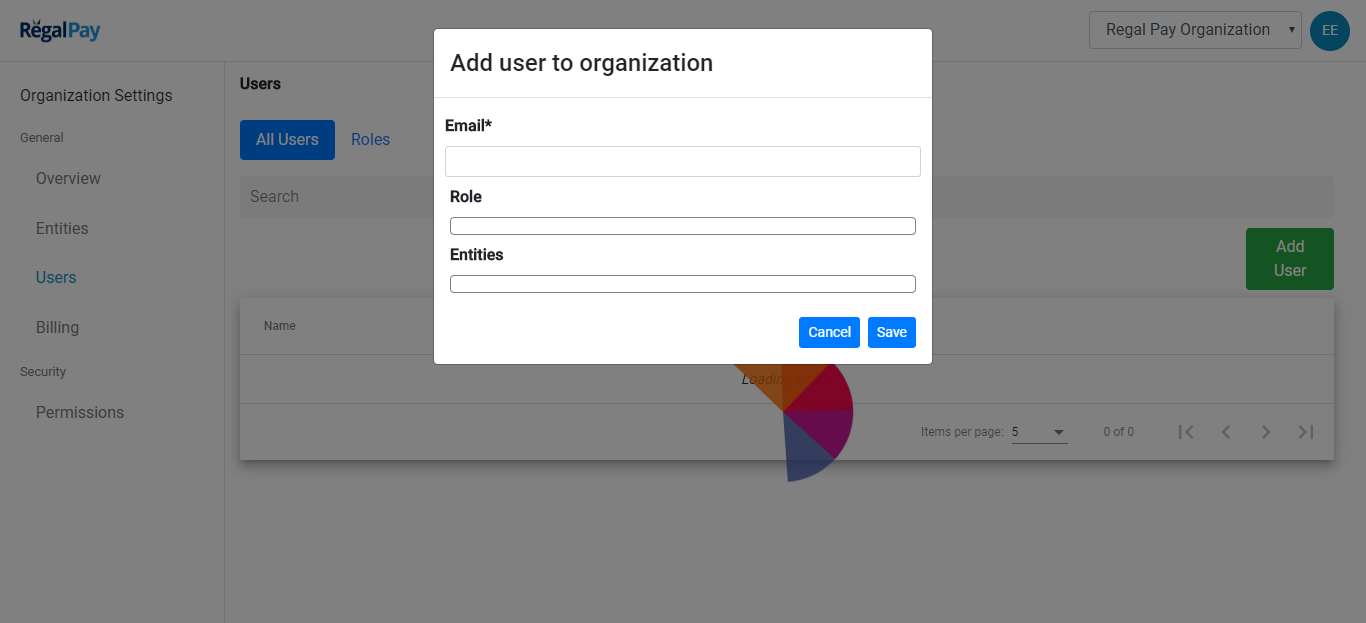 RegalPay
Regal Pay Organization
EE
Organization Settings
General
Overview
Entities
Users
Billing
Security
Permissions
Users
All Users
Roles
Search
Add
User
Name
Loading
Items per page:
5
0 of 0
Add user to organization
Email*
Role
Entities
Cancel
Save